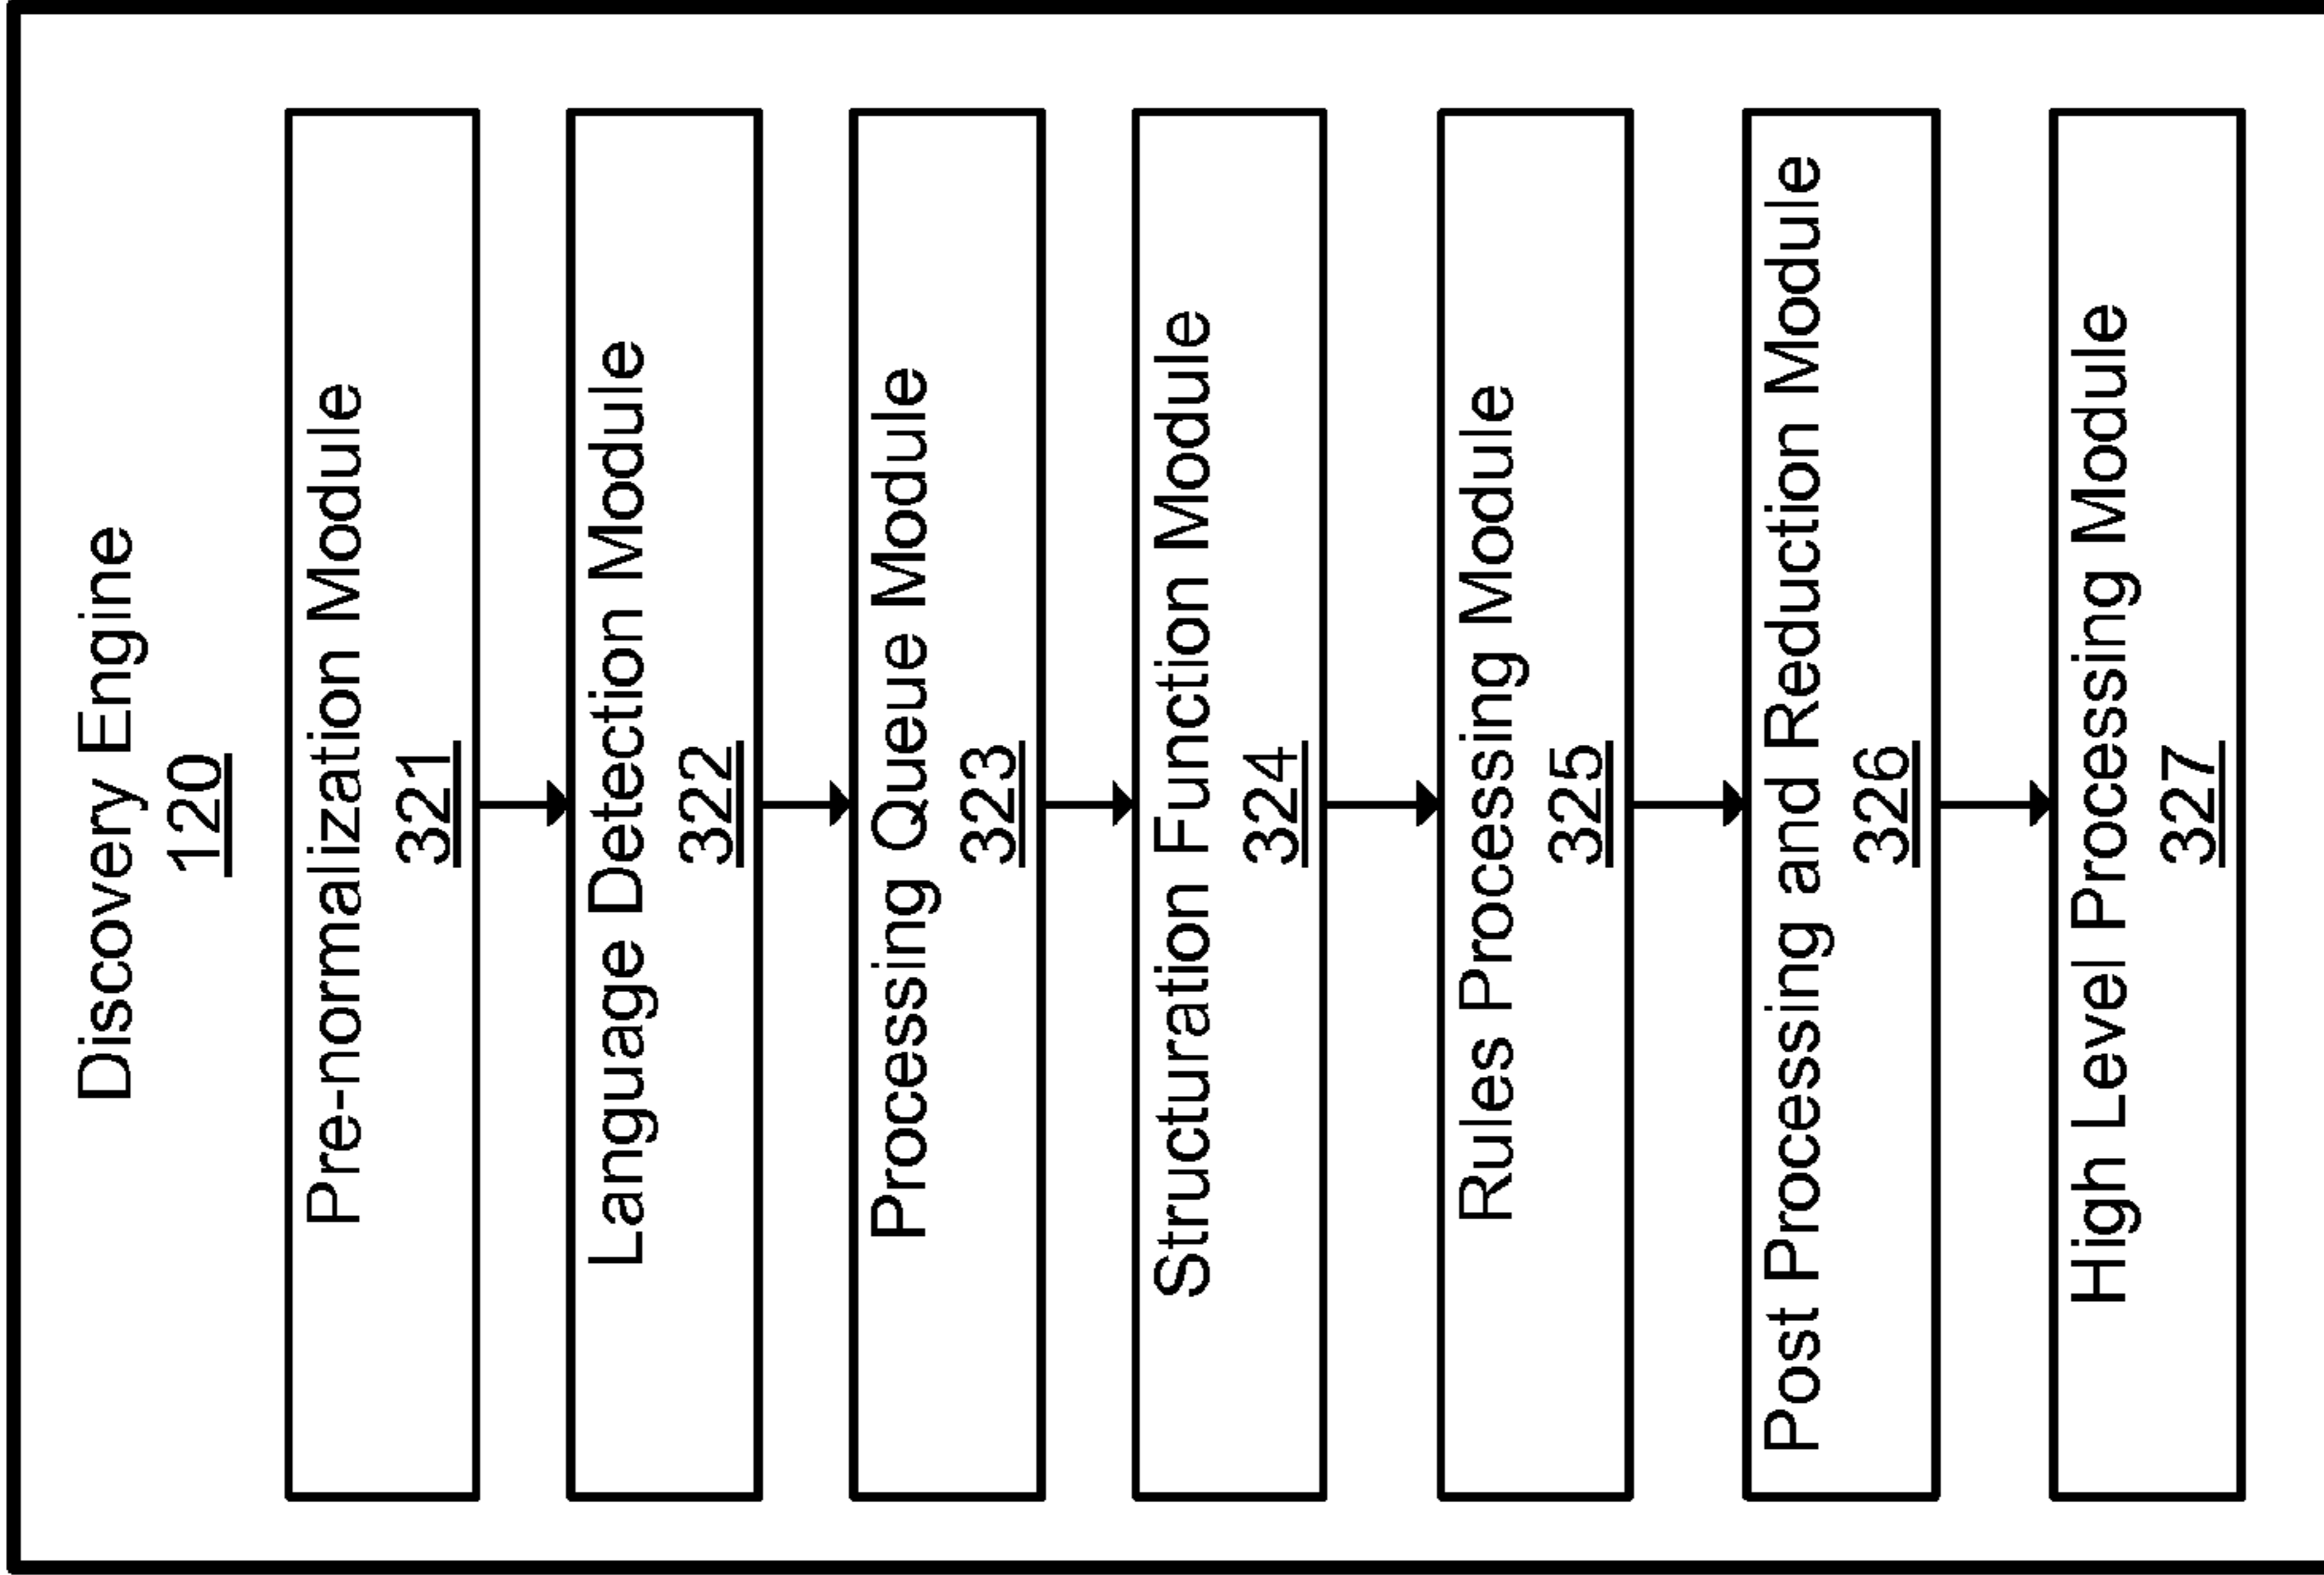 Discovery Engine
120
Pre-normalization Module
321
Language Detection Module
322
Processing Queue Module
323
Structuration Function Module
324
Rules Processing Module
325
Post Processing and Reduction Module
326
High Level Processing Module
327